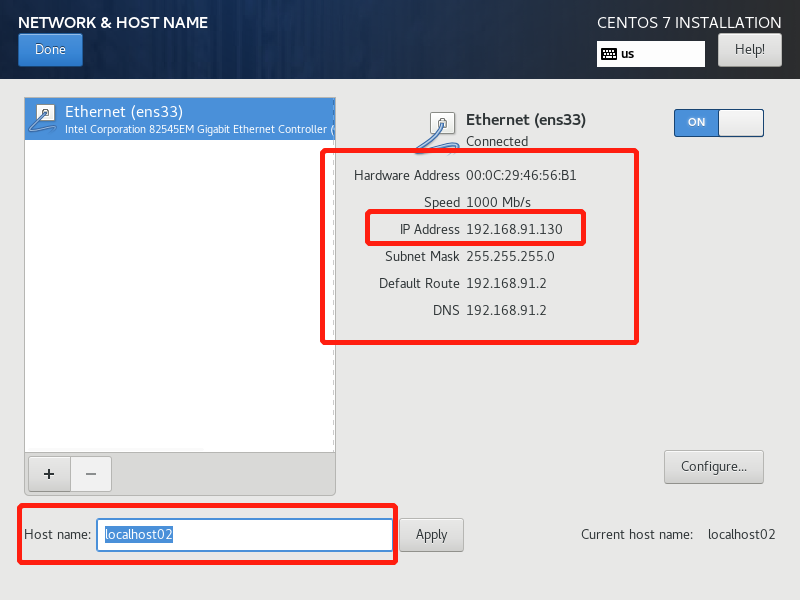 NETWORK & HOST NAME
CENTOS 7 INSTALLATION
Done
us
Help!
Ethernet (ens33)
Intel Corporation 82545EM Gigabit Ethernet Controller (
Ethernet (ens33)
Connected
ON
Hardware Address 00:0C:29:46:56:B1
Speed 1000 Mb/s
IP Address 192.168.91.130
Subnet Mask 255.255.255.0
Default Route 192.168.91.2
DNS 192.168.91.2
+ −
Configure...
Host name: localhost02 Apply Current host name: localhost02